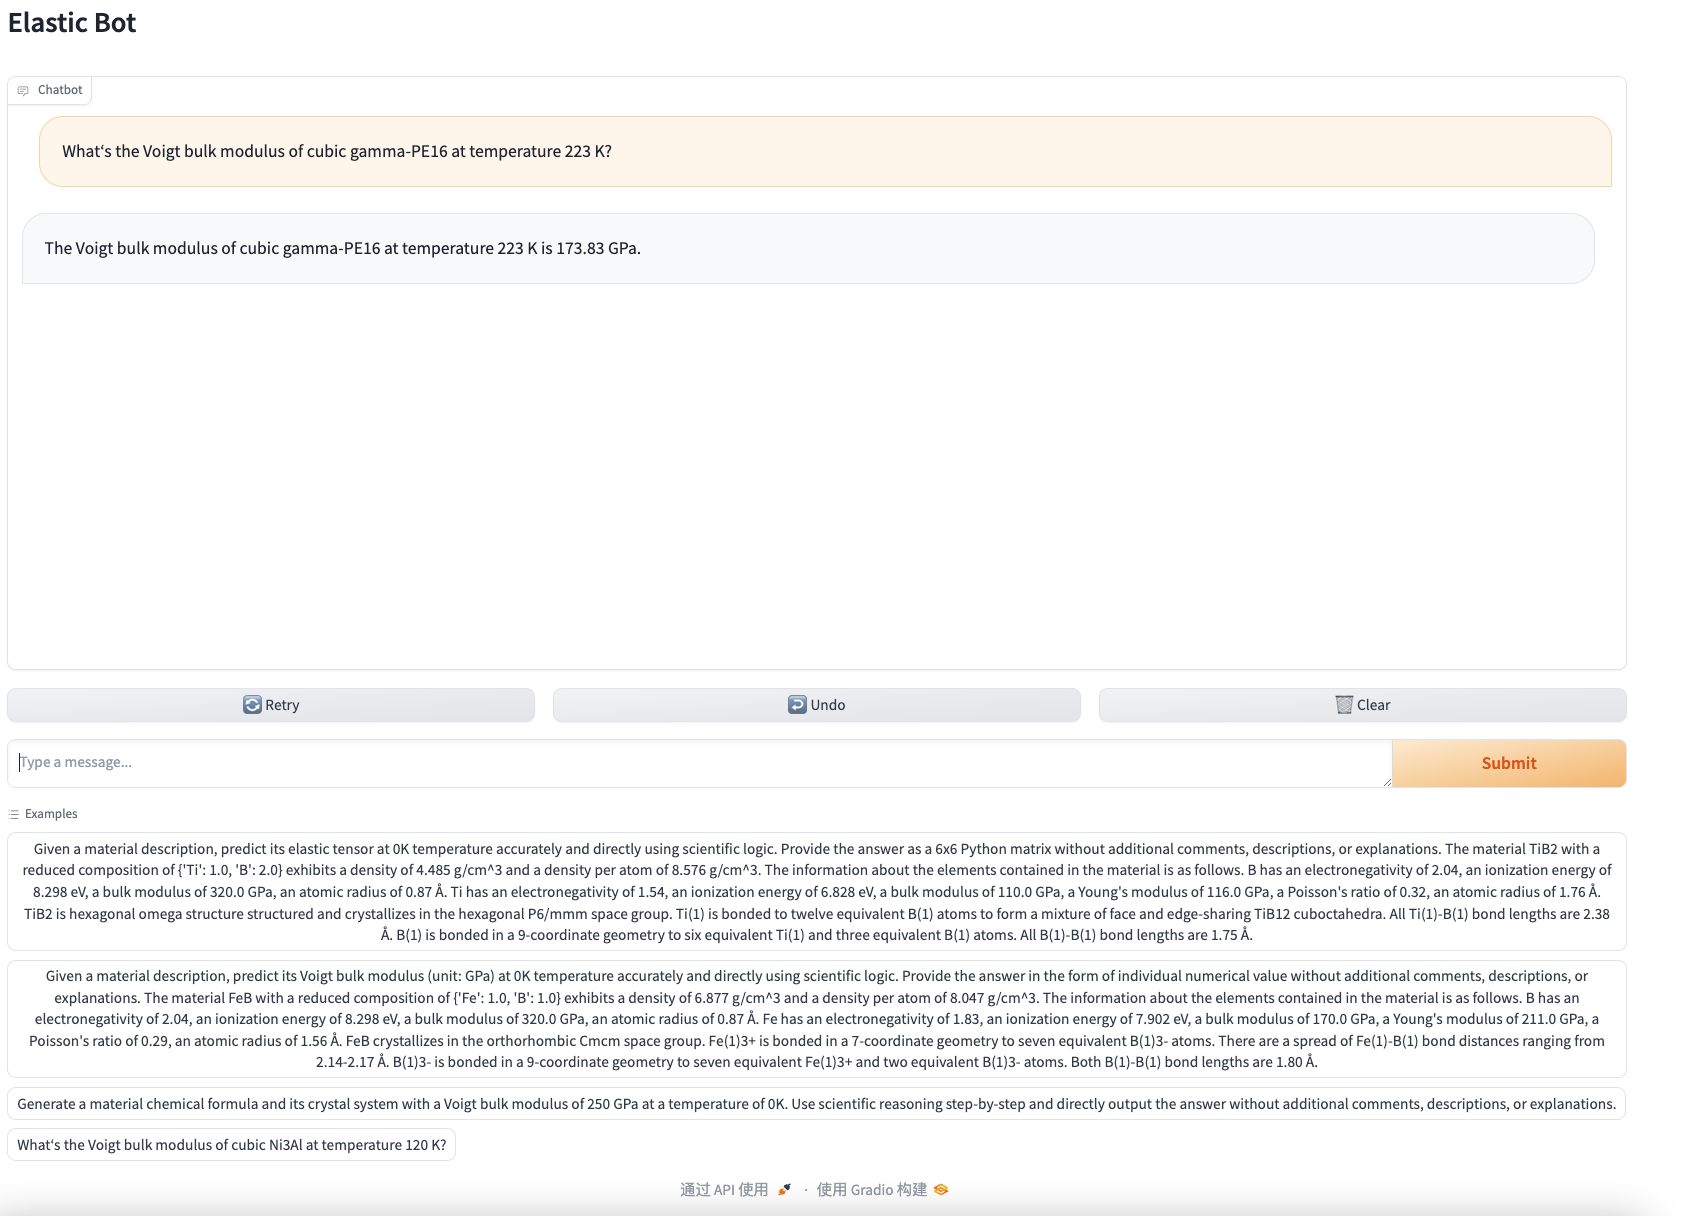 Elastic Bot
Chatbot
What‘s the Voigt bulk modulus of cubic gamma-PE16 at temperature 223 K?
The Voigt bulk modulus of cubic gamma-PE16 at temperature 223 K is 173.83 GPa.
Retry
Undo
Clear
Type a message...
Submit
Examples
Given a material description, predict its elastic tensor at 0K temperature accurately and directly using scientific logic. Provide the answer as a 6x6 Python matrix without additional comments, descriptions, or explanations. The material TiB2 with a
reduced composition of {'Ti': 1.0, 'B': 2.0} exhibits a density of 4.485 g/cm^3 and a density per atom of 8.576 g/cm^3. The information about the elements contained in the material is as follows. B has an electronegativity of 2.04, an ionization energy of
8.298 eV, a bulk modulus of 320.0 GPa, an atomic radius of 0.87 Å. Ti has an electronegativity of 1.54, an ionization energy of 6.828 eV, a bulk modulus of 110.0 GPa, a Young's modulus of 116.0 GPa, a Poisson's ratio of 0.32, an atomic radius of 1.76 Å.
TiB2 is hexagonal omega structure structured and crystallizes in the hexagonal P6/mmm space group. Ti(1) is bonded to twelve equivalent B(1) atoms to form a mixture of face and edge-sharing TiB12 cuboctahedra. All Ti(1)-B(1) bond lengths are 2.38
Å. B(1) is bonded in a 9-coordinate geometry to six equivalent Ti(1) and three equivalent B(1) atoms. All B(1)-B(1) bond lengths are 1.75 Å.
Given a material description, predict its Voigt bulk modulus (unit: GPa) at 0K temperature accurately and directly using scientific logic. Provide the answer in the form of individual numerical value without additional comments, descriptions, or
explanations. The material FeB with a reduced composition of {'Fe': 1.0, 'B': 1.0} exhibits a density of 6.877 g/cm^3 and a density per atom of 8.047 g/cm^3. The information about the elements contained in the material is as follows. B has an
electronegativity of 2.04, an ionization energy of 8.298 eV, a bulk modulus of 320.0 GPa, an atomic radius of 0.87 Å. Fe has an electronegativity of 1.83, an ionization energy of 7.902 eV, a bulk modulus of 170.0 GPa, a Young's modulus of 211.0 GPa, a
Poisson's ratio of 0.29, an atomic radius of 1.56 Å. FeB crystallizes in the orthorhombic Cmcm space group. Fe(1)3+ is bonded in a 7-coordinate geometry to seven equivalent B(1)3- atoms. There are a spread of Fe(1)-B(1) bond distances ranging from
2.14-2.17 Å. B(1)3- is bonded in a 9-coordinate geometry to seven equivalent Fe(1)3+ and two equivalent B(1)3- atoms. Both B(1)-B(1) bond lengths are 1.80 Å.
Generate a material chemical formula and its crystal system with a Voigt bulk modulus of 250 GPa at a temperature of 0K. Use scientific reasoning step-by-step and directly output the answer without additional comments, descriptions, or explanations.
What‘s the Voigt bulk modulus of cubic Ni3Al at temperature 120 K?
通过 API 使用 · 使用 Gradio 构建